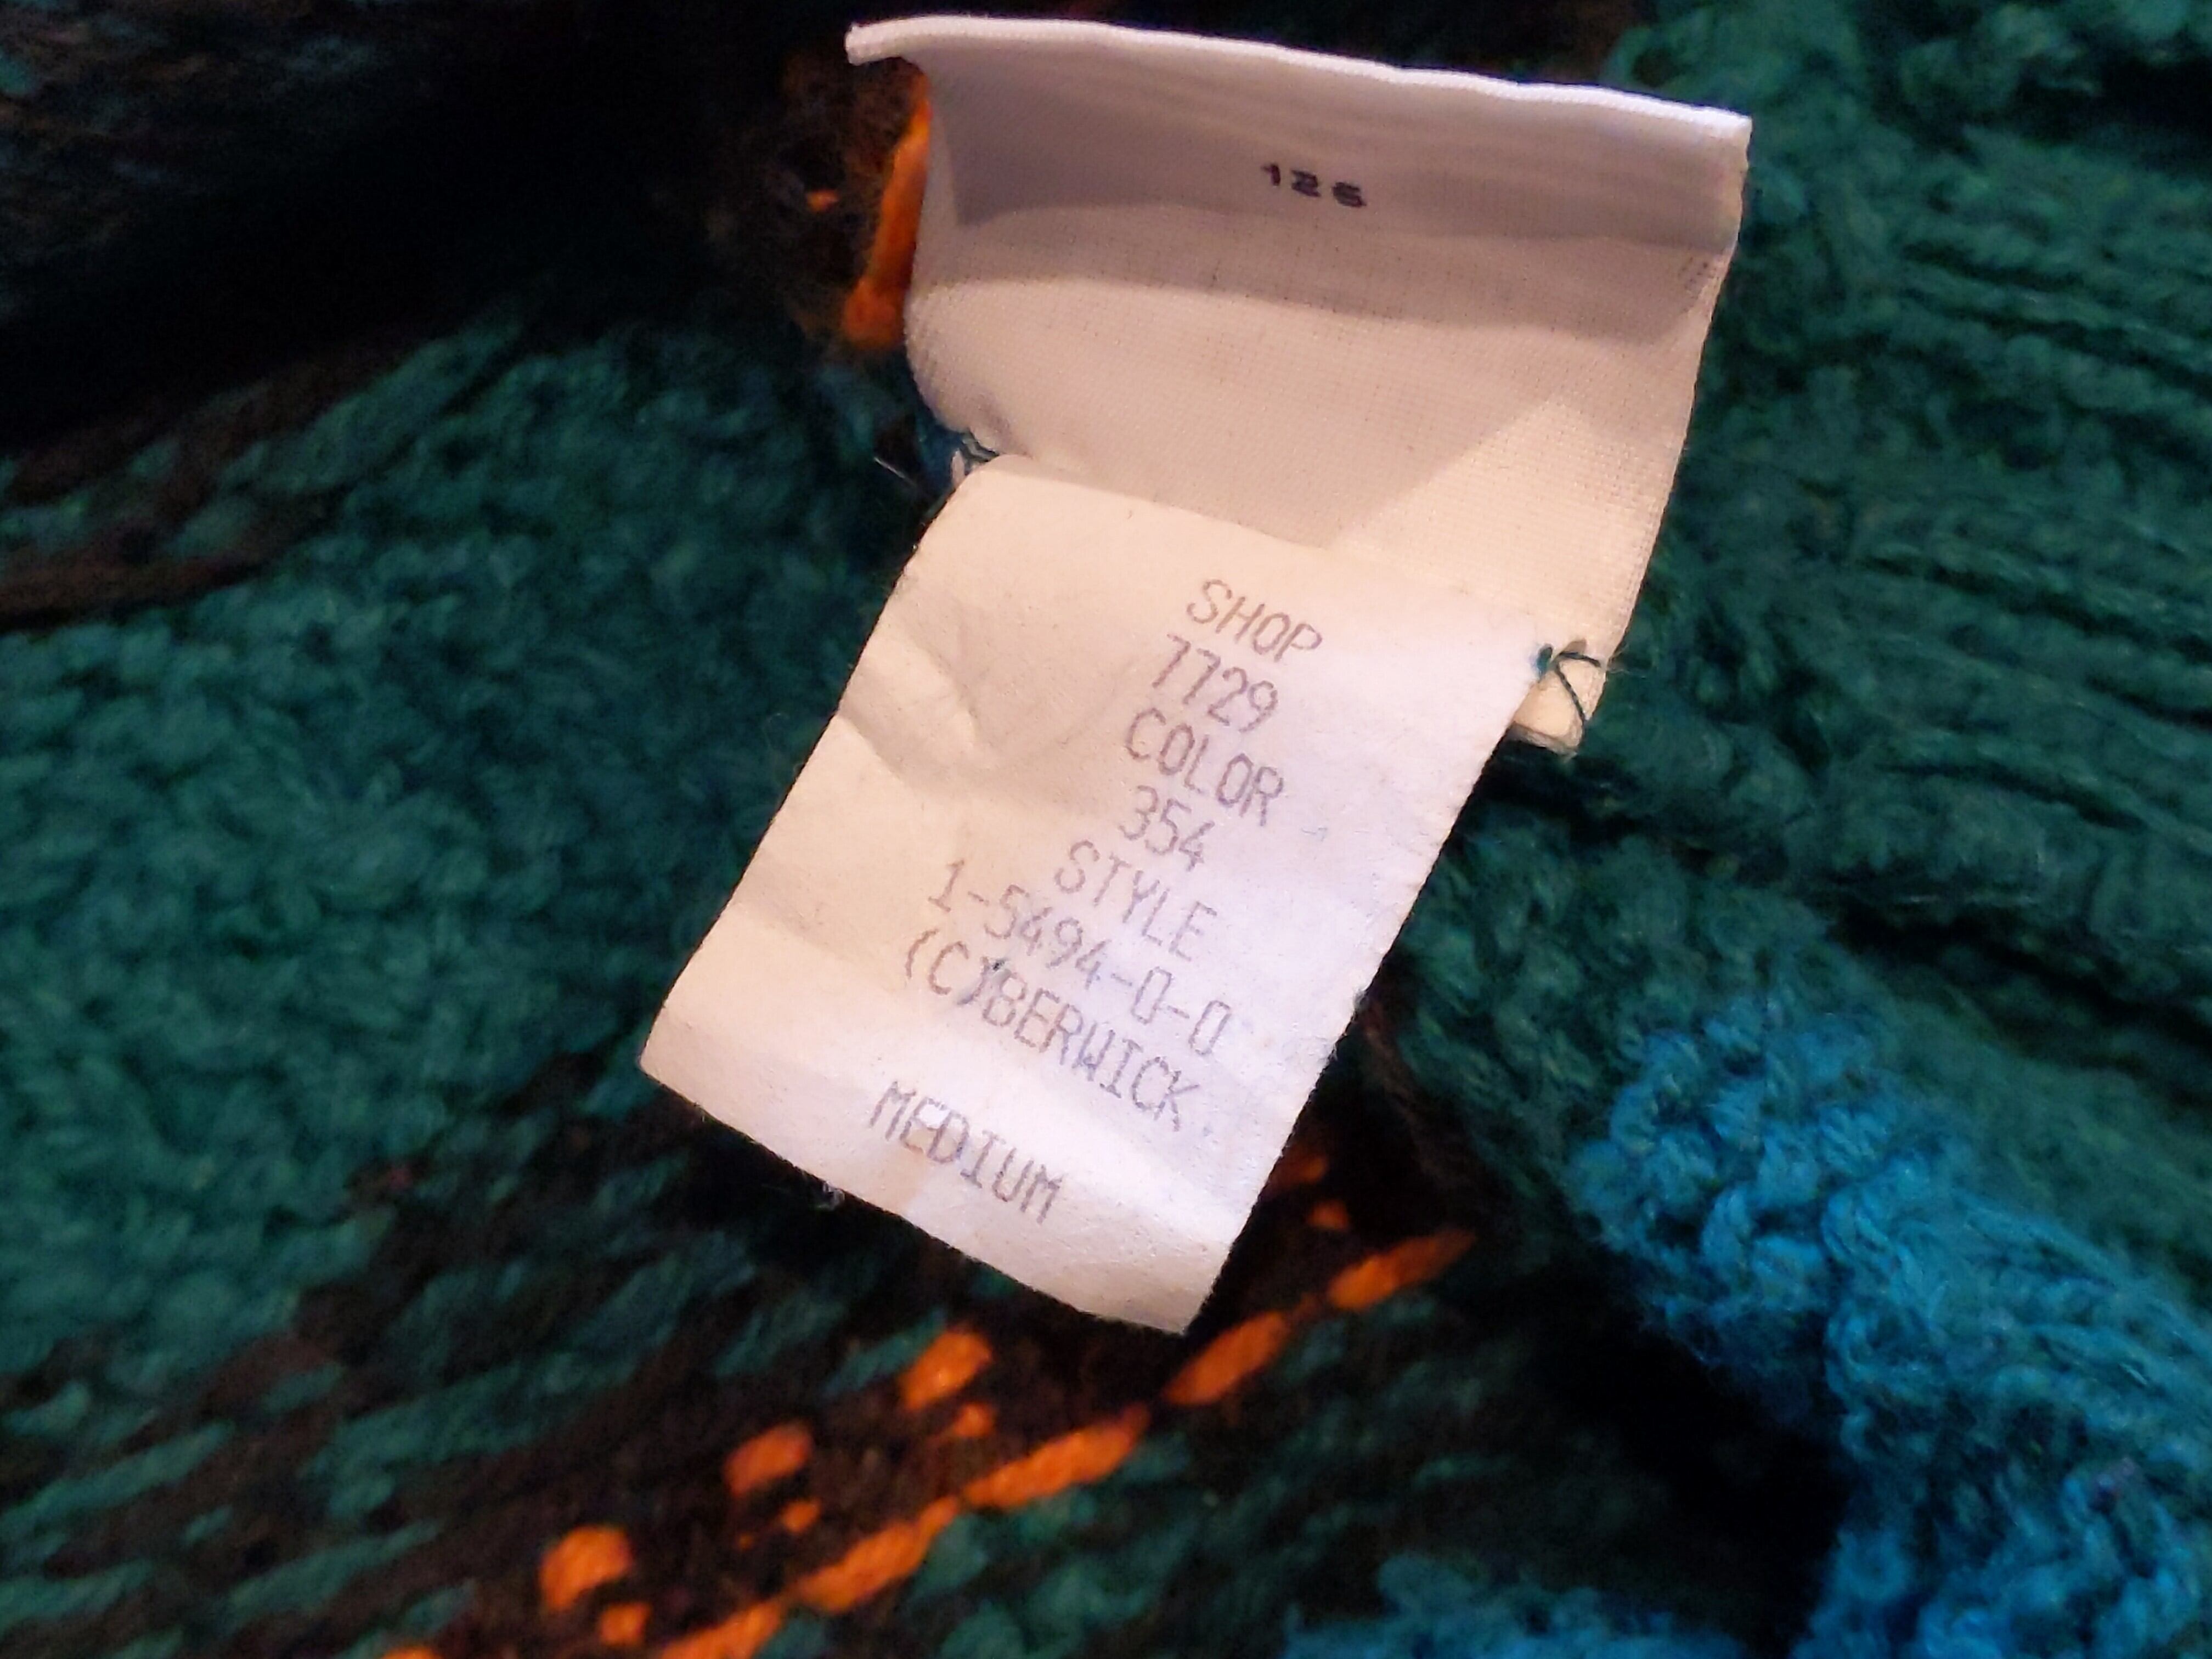 126
SHOP
7729
COLOR
354
STYLE
1-5494-0-0
(C)BERWICK
MEDIUM